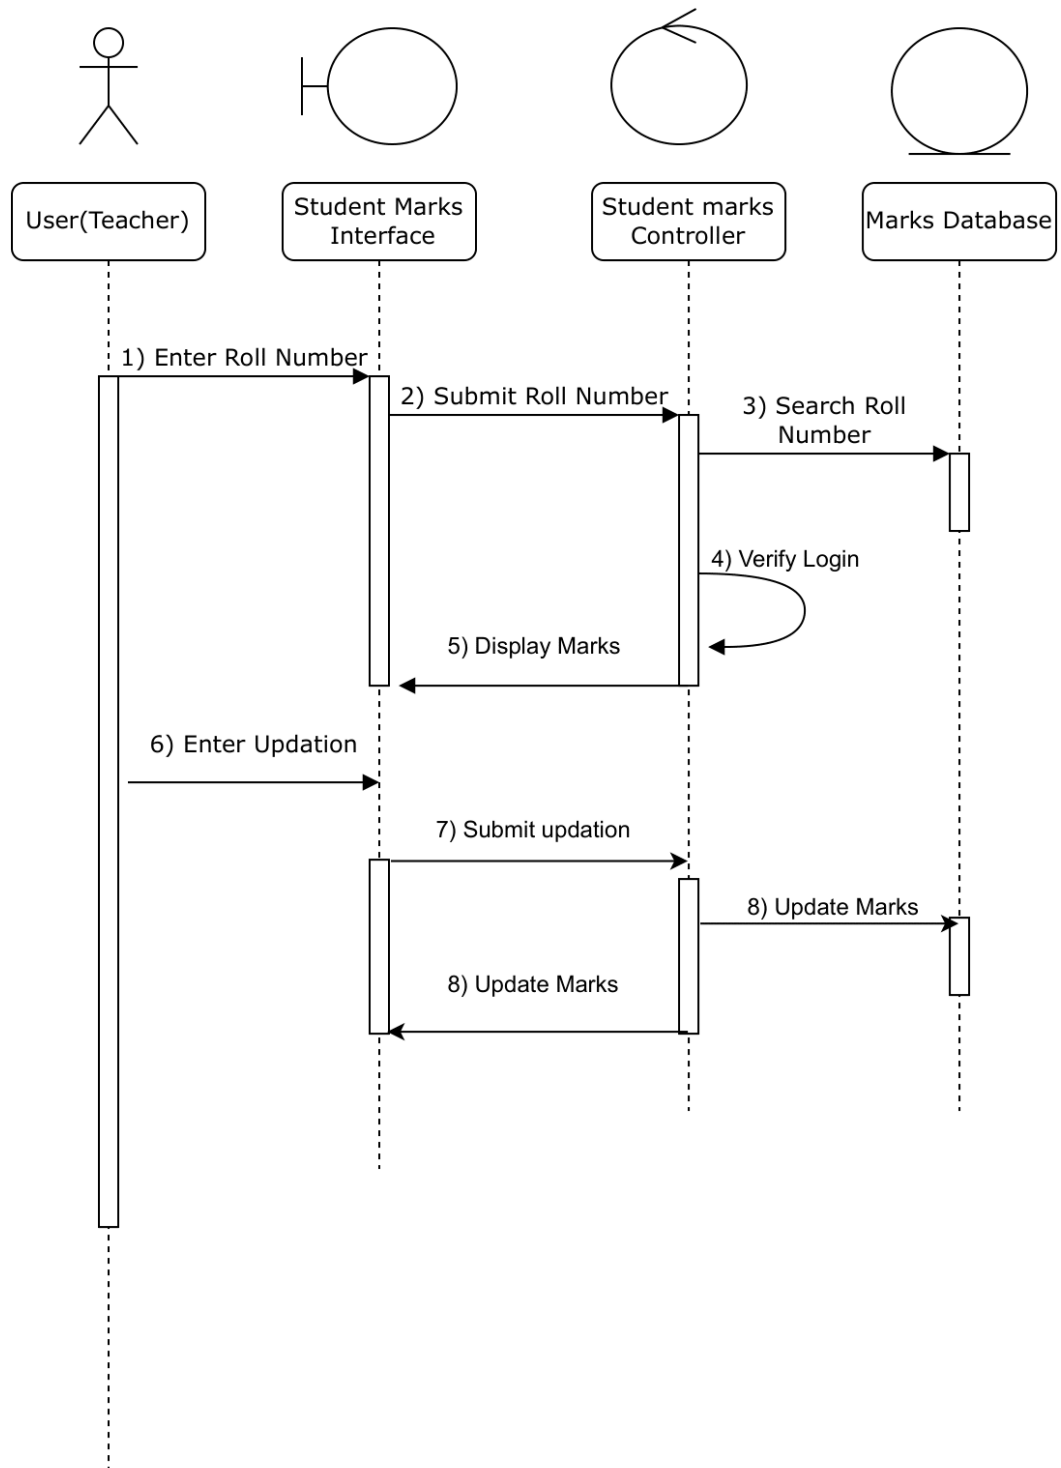 User(Teacher)
Student Marks
Interface
Student marks
Controller
Marks Database
1) Enter Roll Number
2) Submit Roll Number
3) Search Roll
Number
4) Verify Login
5) Display Marks
6) Enter Updation
7) Submit updation
8) Update Marks
8) Update Marks